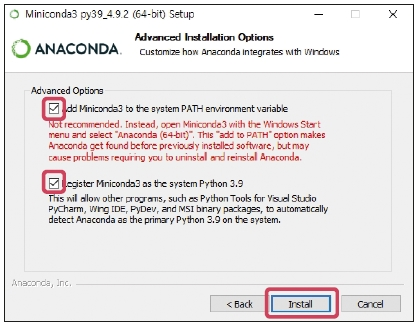 Miniconda3 py39_4.9.2 (64-bit) Setup
Advanced Installation Options
ANACONDA.
Customize how Anaconda integrates with Windows
Advanced Options
Add Miniconda3 to the system PATH environment variable
Not recommended. Instead, open Miniconda3 with the Windows Start
menu and select "Anaconda (64-bit)". This "add to PATH" option makes
Anaconda get found before previously installed software, but may
cause problems requiring you to uninstall and reinstall Anaconda.
Register Miniconda3 as the system Python 3.9
This will allow other programs, such as Python Tools for Visual Studio
PyCharm, Wing IDE, PyDev, and MSI binary packages, to automatically
detect Anaconda as the primary Python 3.9 on the system.
Anaconda, Inc.
< Back Install Cancel